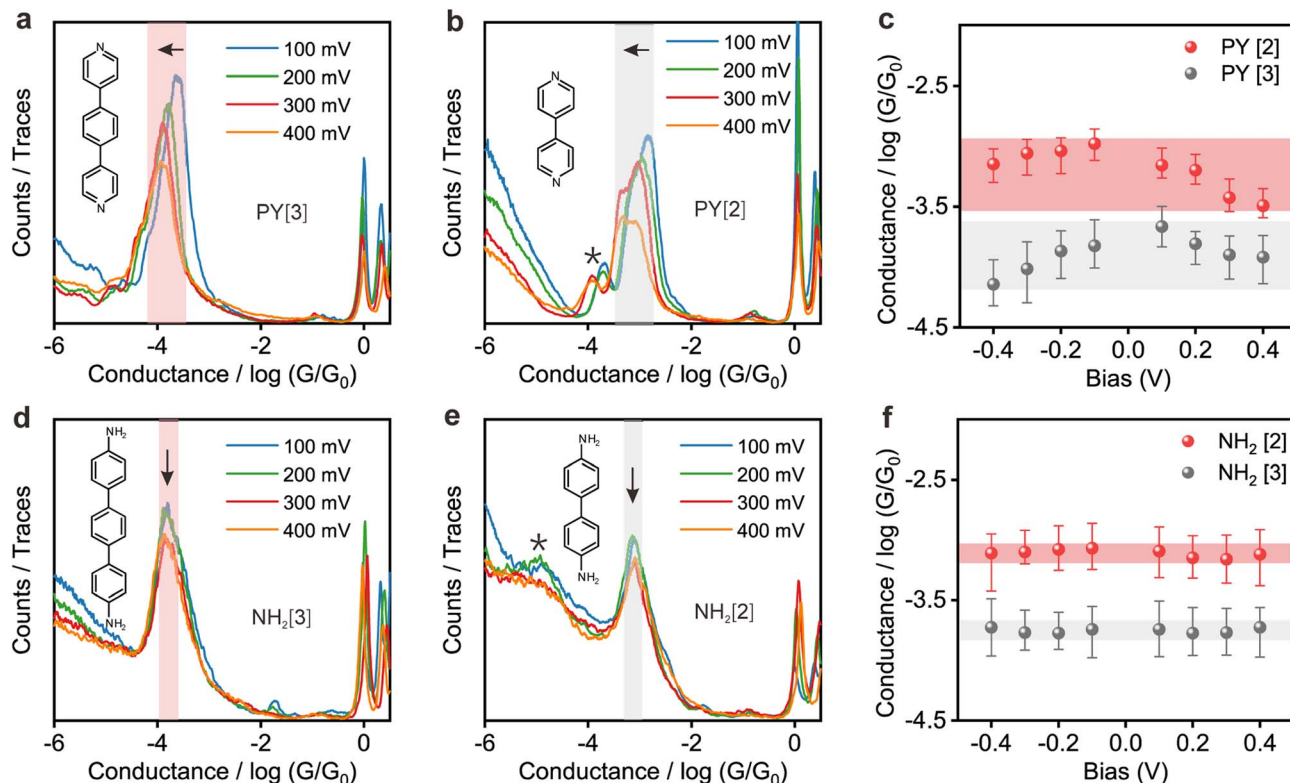 a
N
N
100 mV
200 mV
300 mV
400 mV
PY[3]
Counts / Traces
-6
-4
-2
0
Conductance / log (G/G₀)
b
N
N
100 mV
200 mV
300 mV
400 mV
*
PY[2]
Counts / Traces
-6
-4
-2
0
Conductance / log (G/G₀)
c
PY [2]
PY [3]
Conductance / log (G/G₀)
-2.5
-3.5
-4.5
-0.4
-0.2
0.0
0.2
0.4
Bias (V)
d
NH₂
NH₂
100 mV
200 mV
300 mV
400 mV
NH₂[3]
Counts / Traces
-6
-4
-2
0
Conductance / log (G/G₀)
e
NH₂
NH₂
100 mV
200 mV
300 mV
400 mV
*
NH₂[2]
Counts / Traces
-6
-4
-2
0
Conductance / log (G/G₀)
f
NH₂ [2]
NH₂ [3]
Conductance / log (G/G₀)
-2.5
-3.5
-4.5
-0.4
-0.2
0.0
0.2
0.4
Bias (V)